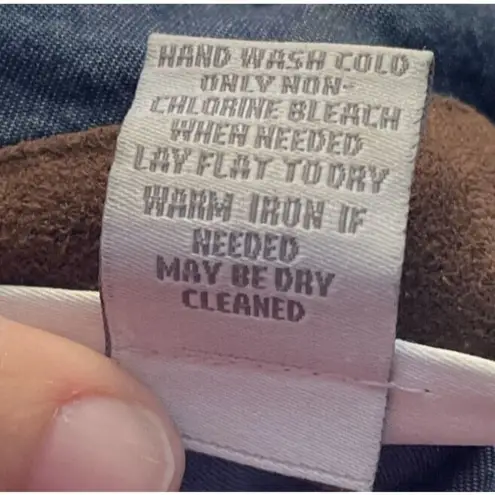 HAND WASH COLD
ONLY NON-
CHLORINE BLEACH
WHEN NEEDED
LAY FLAT TO DRY
WARM IRON IF
NEEDED
MAY BE DRY
CLEANED